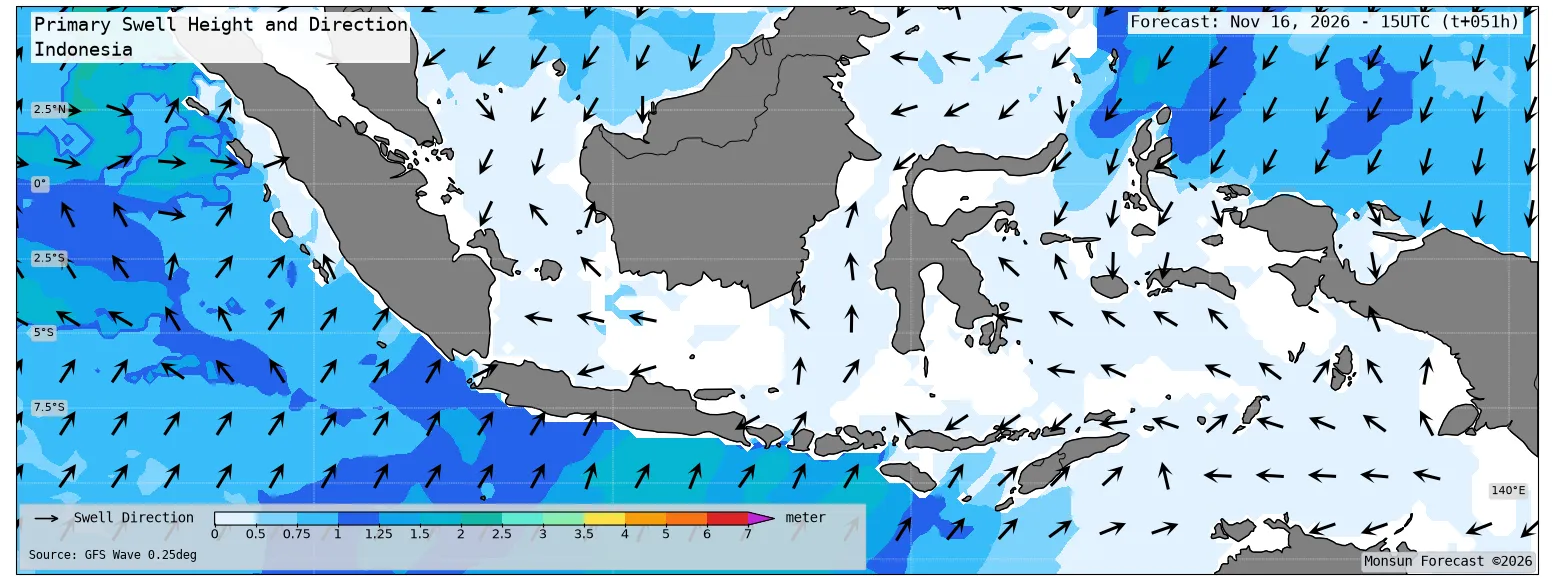 Primary Swell Height and Direction
Indonesia
Forecast: Nov 16, 2026 - 15UTC (t+051h)
2.5°N
0°
2.5°S
5°S
7.5°S
140°E
Swell Direction
0 0.5 0.75 1 1.25 1.5 2 2.5 3 3.5 4 5 6 7
meter
Source: GFS Wave 0.25deg
Monsun Forecast ©2026